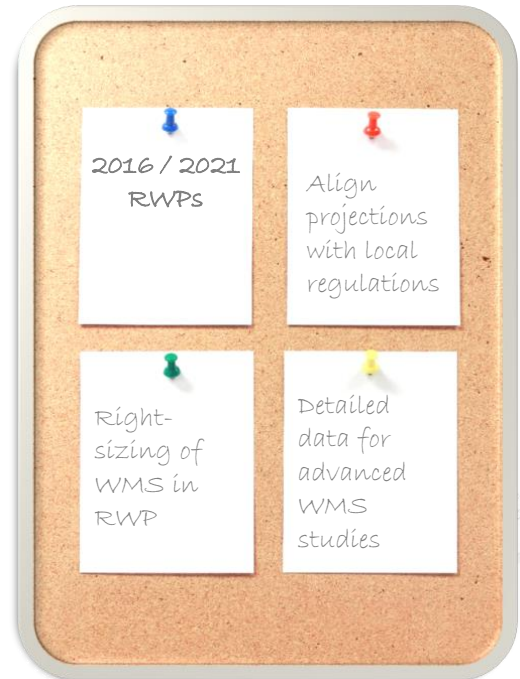 2016 / 2021
RWPs
Align
projections
with local
regulations
Right-
sizing of
WMS in
RWP
Detailed
data for
advanced
WMS
studies